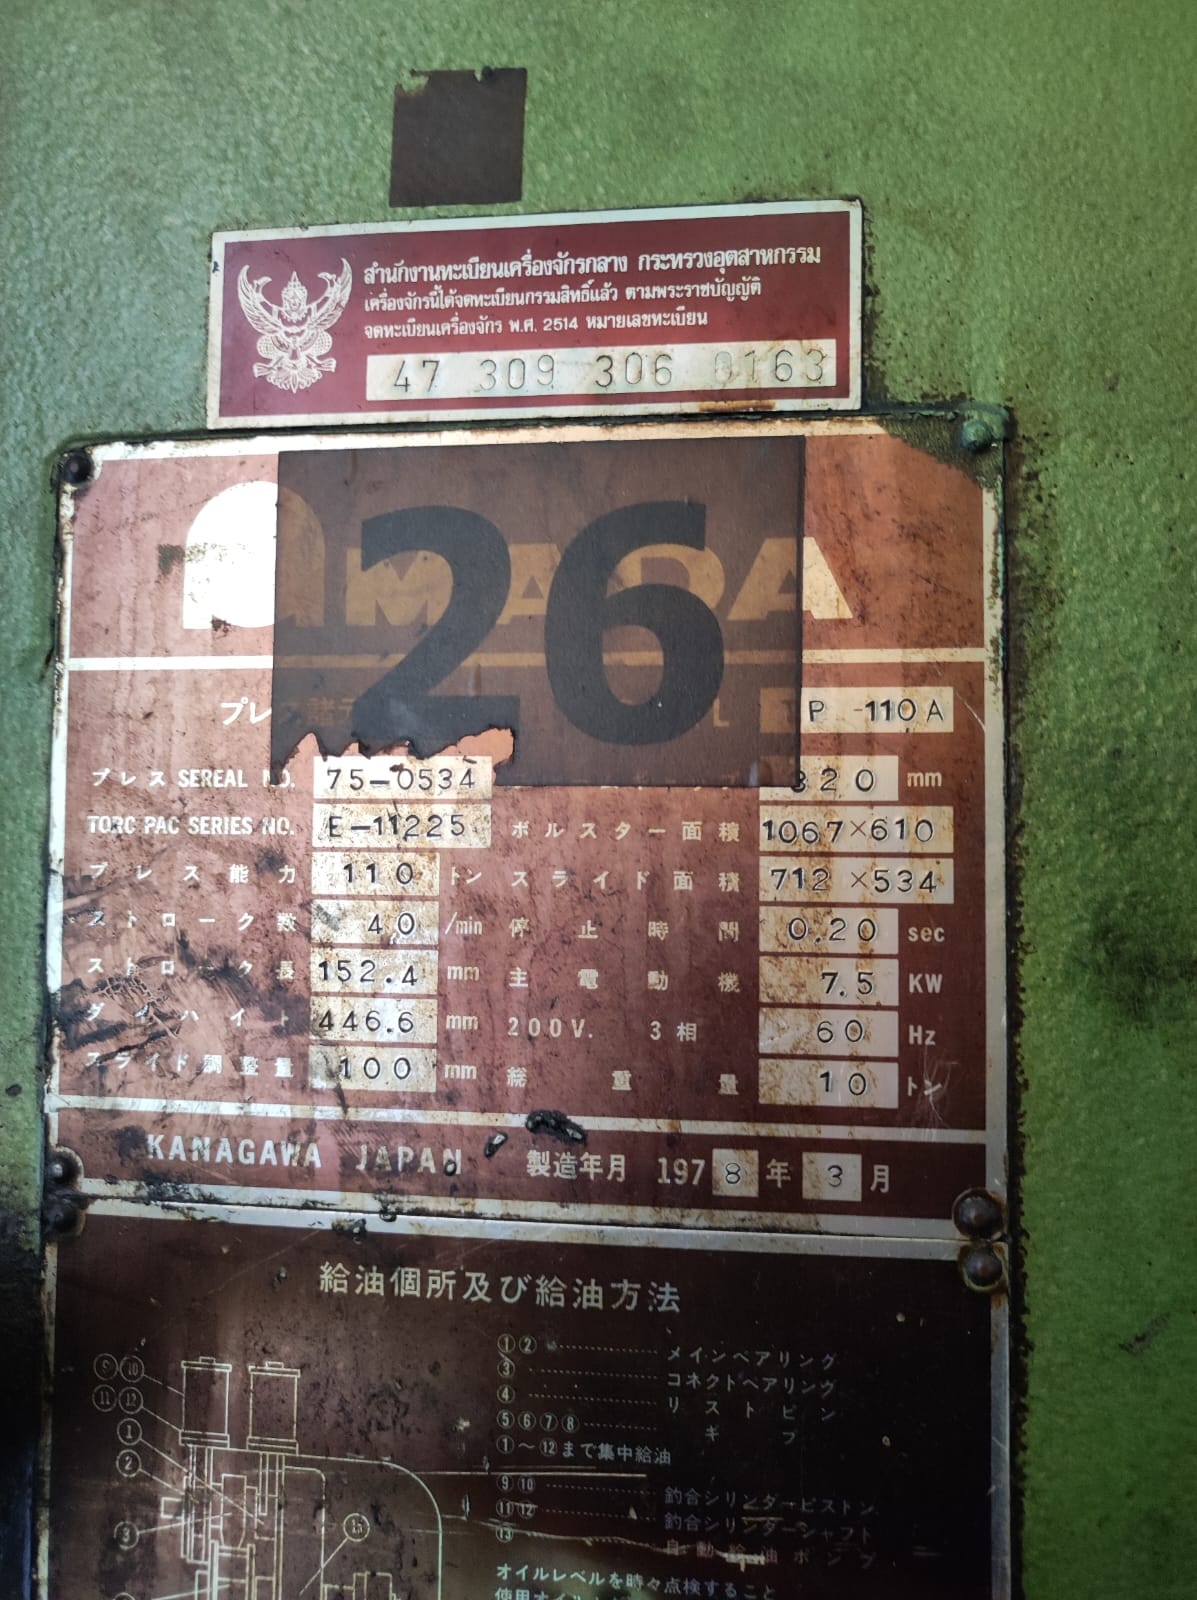 สำนักงานทะเบียนเครื่องจักรกลาง กระทรวงอุตสาหกรรม
เครื่องจักรนี้ได้จดทะเบียนกรรมสิทธิ์แล้ว ตามพระราชบัญญัติ
จดทะเบียนเครื่องจักร พ.ศ. 2514 หมายเลขทะเบียน
47 309 306 0163
AMADA
26
P -110A
プレス SEREAL NO. 75-0534 320 mm
TORC PAC SERIES NO. E-11225 ボルスター面積 1067×610
プレス能力 110 トン スライド面積 712×534
ストローク数 40 /min 停止時間 0.20 sec
ストローク長 152.4 mm 主電動機 7.5 KW
ダイハイト 446.6 mm 200V. 3相 60 Hz
スライド調整量 100 mm 総重量 10 トン
KANAGAWA JAPAN 製造年月 1978年3月
給油個所及び給油方法
①② メインベアリング
③ コネクトベアリング
④ リストピン
⑤⑥⑦⑧ ギブ
①～⑫まで集中給油
⑨⑩ 釣合シリンダーピストン
⑪⑫ 釣合シリンダーシャフト
⑬ 自動給油ポンプ
⑨⑩
⑪⑫
①
②
③
オイルレベルを時々点検すること